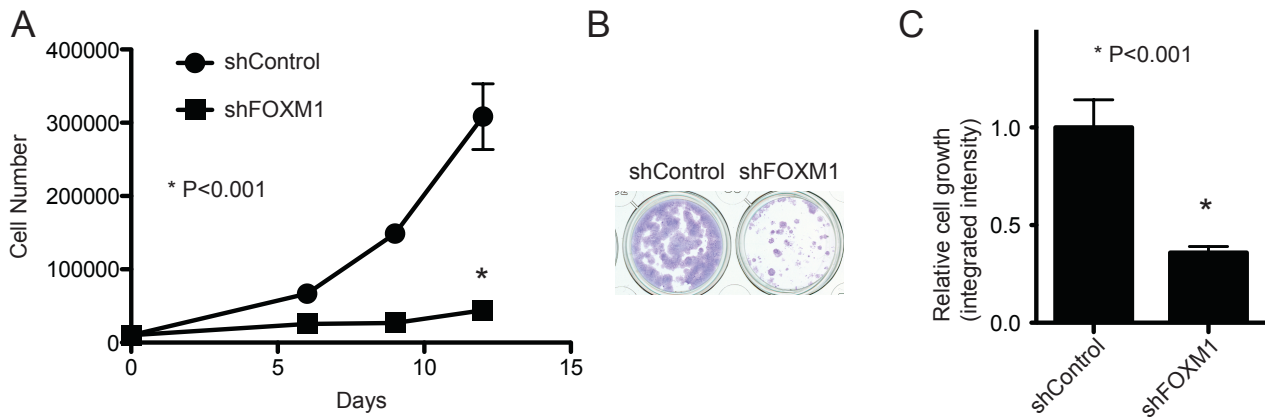 A
400000
300000
200000
100000
0
Cell Number
shControl
shFOXM1
* P<0.001
*
0
5
10
15
Days
B
shControl shFOXM1
C
* P<0.001
Relative cell growth
(integrated intensity)
1.0
0.5
0.0
*
shControl
shFOXM1